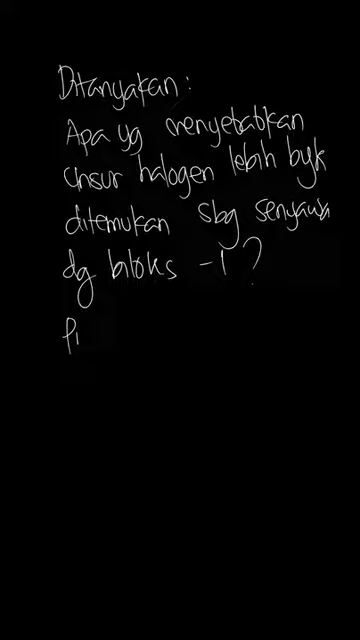 Ditanyakan :
Apa yg menyebabkan
unsur halogen lebih byk
ditemukan sbg senyawa
dg biloks -1 ?